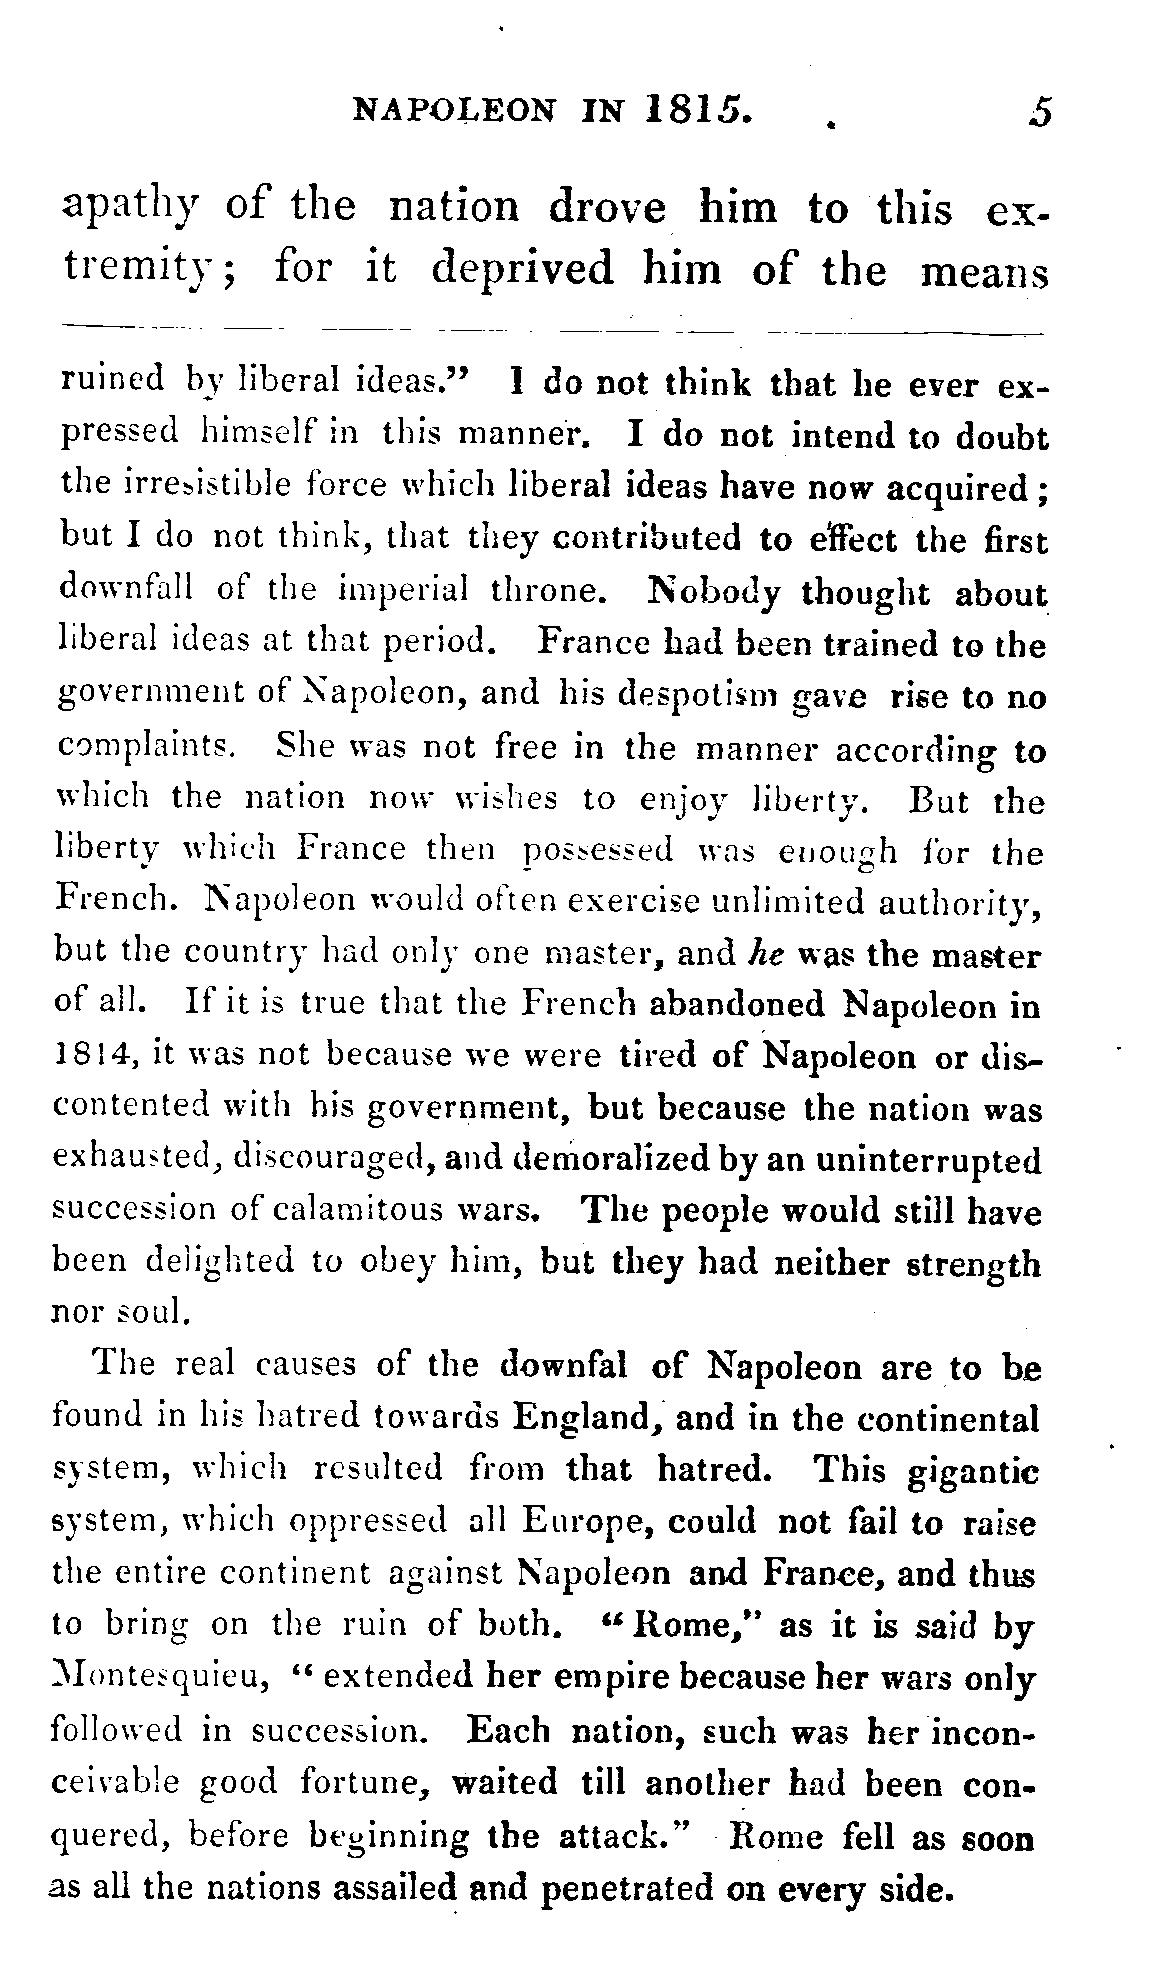 NAPOLEON IN 1815. 5
apathy of the nation drove him to this ex-
tremity; for it deprived him of the means
ruined by liberal ideas.” I do not think that he ever ex-
pressed himself in this manner. I do not intend to doubt
the irresistible force which liberal ideas have now acquired;
but I do not think, that they contributed to effect the first
downfall of the imperial throne. Nobody thought about
liberal ideas at that period. France had been trained to the
government of Napoleon, and his despotism gave rise to no
complaints. She was not free in the manner according to
which the nation now wishes to enjoy liberty. But the
liberty which France then possessed was enough for the
French. Napoleon would often exercise unlimited authority,
but the country had only one master, and he was the master
of all. If it is true that the French abandoned Napoleon in
1814, it was not because we were tired of Napoleon or dis-
contented with his government, but because the nation was
exhausted, discouraged, and demoralized by an uninterrupted
succession of calamitous wars. The people would still have
been delighted to obey him, but they had neither strength
nor soul.
The real causes of the downfal of Napoleon are to be
found in his hatred towards England, and in the continental
system, which resulted from that hatred. This gigantic
system, which oppressed all Europe, could not fail to raise
the entire continent against Napoleon and France, and thus
to bring on the ruin of both. “Rome,” as it is said by
Montesquieu, “extended her empire because her wars only
followed in succession. Each nation, such was her incon-
ceivable good fortune, waited till another had been con-
quered, before beginning the attack.” Rome fell as soon
as all the nations assailed and penetrated on every side.